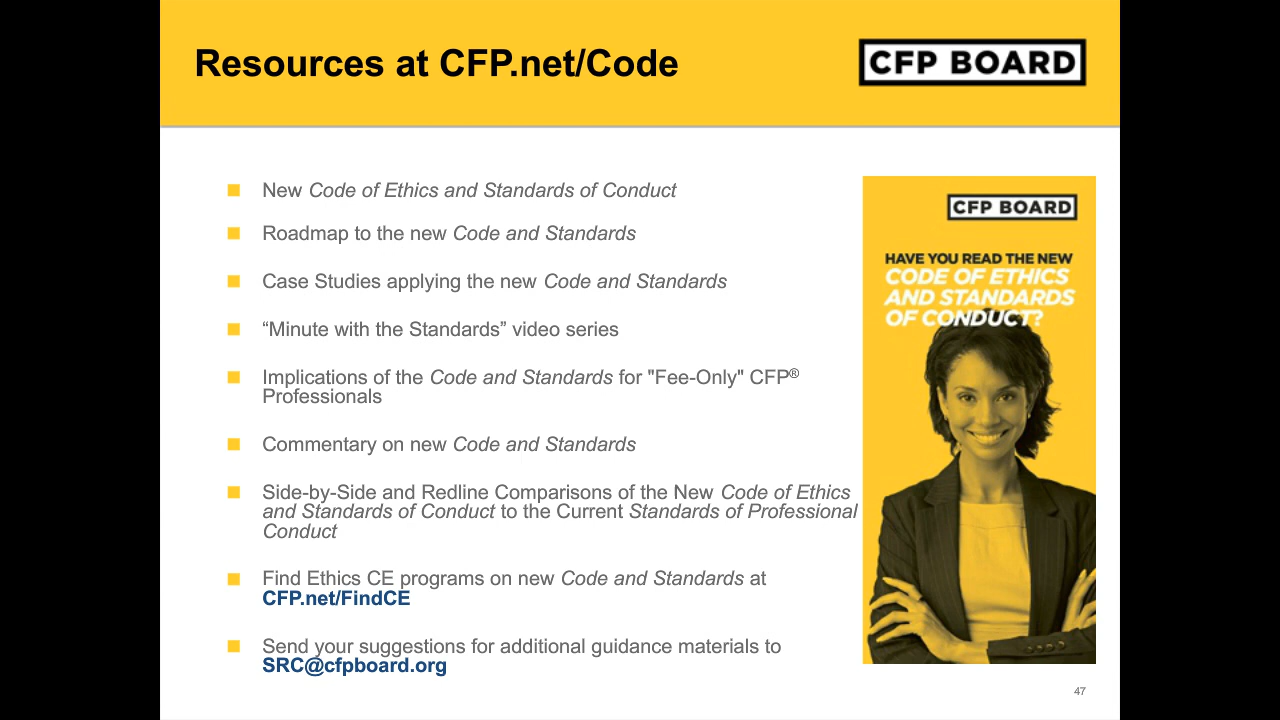 Resources at CFP.net/Code
CFP BOARD
New Code of Ethics and Standards of Conduct
Roadmap to the new Code and Standards
Case Studies applying the new Code and Standards
“Minute with the Standards” video series
Implications of the Code and Standards for "Fee-Only" CFP®
Professionals
Commentary on new Code and Standards
Side-by-Side and Redline Comparisons of the New Code of Ethics
and Standards of Conduct to the Current Standards of Professional
Conduct
Find Ethics CE programs on new Code and Standards at
CFP.net/FindCE
Send your suggestions for additional guidance materials to
SRC@cfpboard.org
CFP BOARD
HAVE YOU READ THE NEW
CODE OF ETHICS
AND STANDARDS
OF CONDUCT?
47